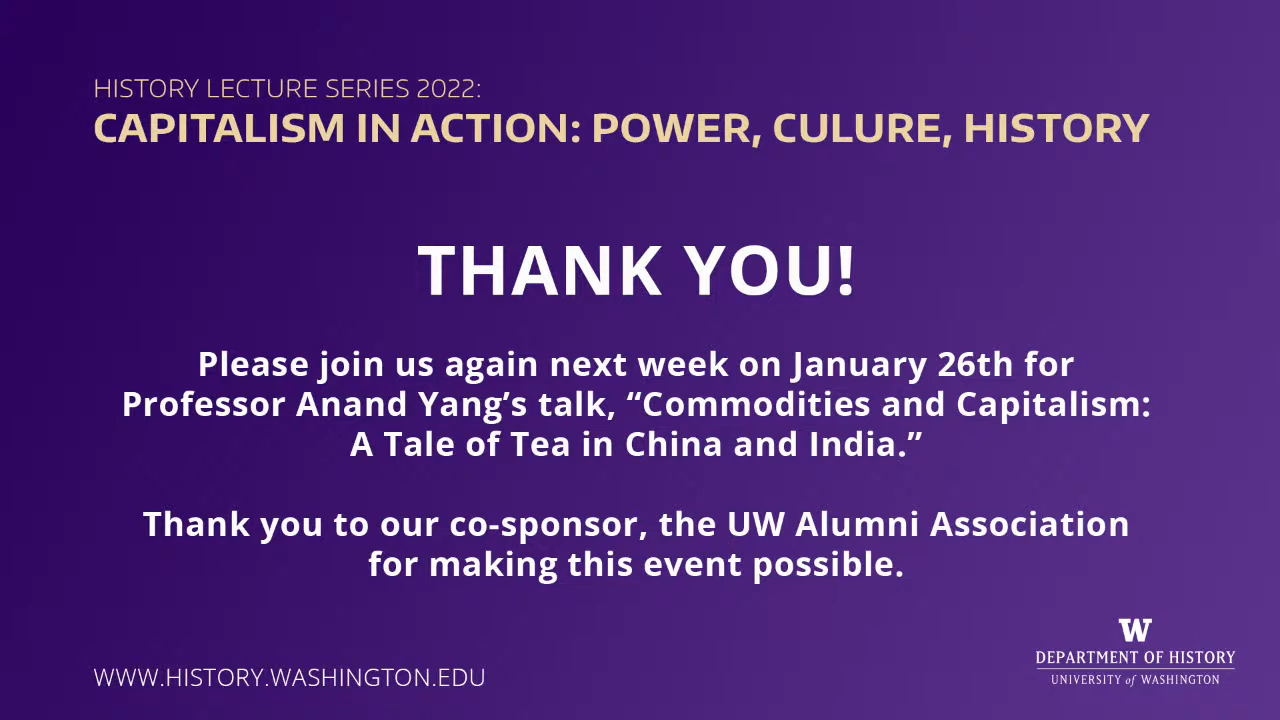 HISTORY LECTURE SERIES 2022:
CAPITALISM IN ACTION: POWER, CULURE, HISTORY
THANK YOU!
Please join us again next week on January 26th for
Professor Anand Yang’s talk, “Commodities and Capitalism:
A Tale of Tea in China and India.”
Thank you to our co-sponsor, the UW Alumni Association
for making this event possible.
WWW.HISTORY.WASHINGTON.EDU
W
DEPARTMENT OF HISTORY
UNIVERSITY of WASHINGTON